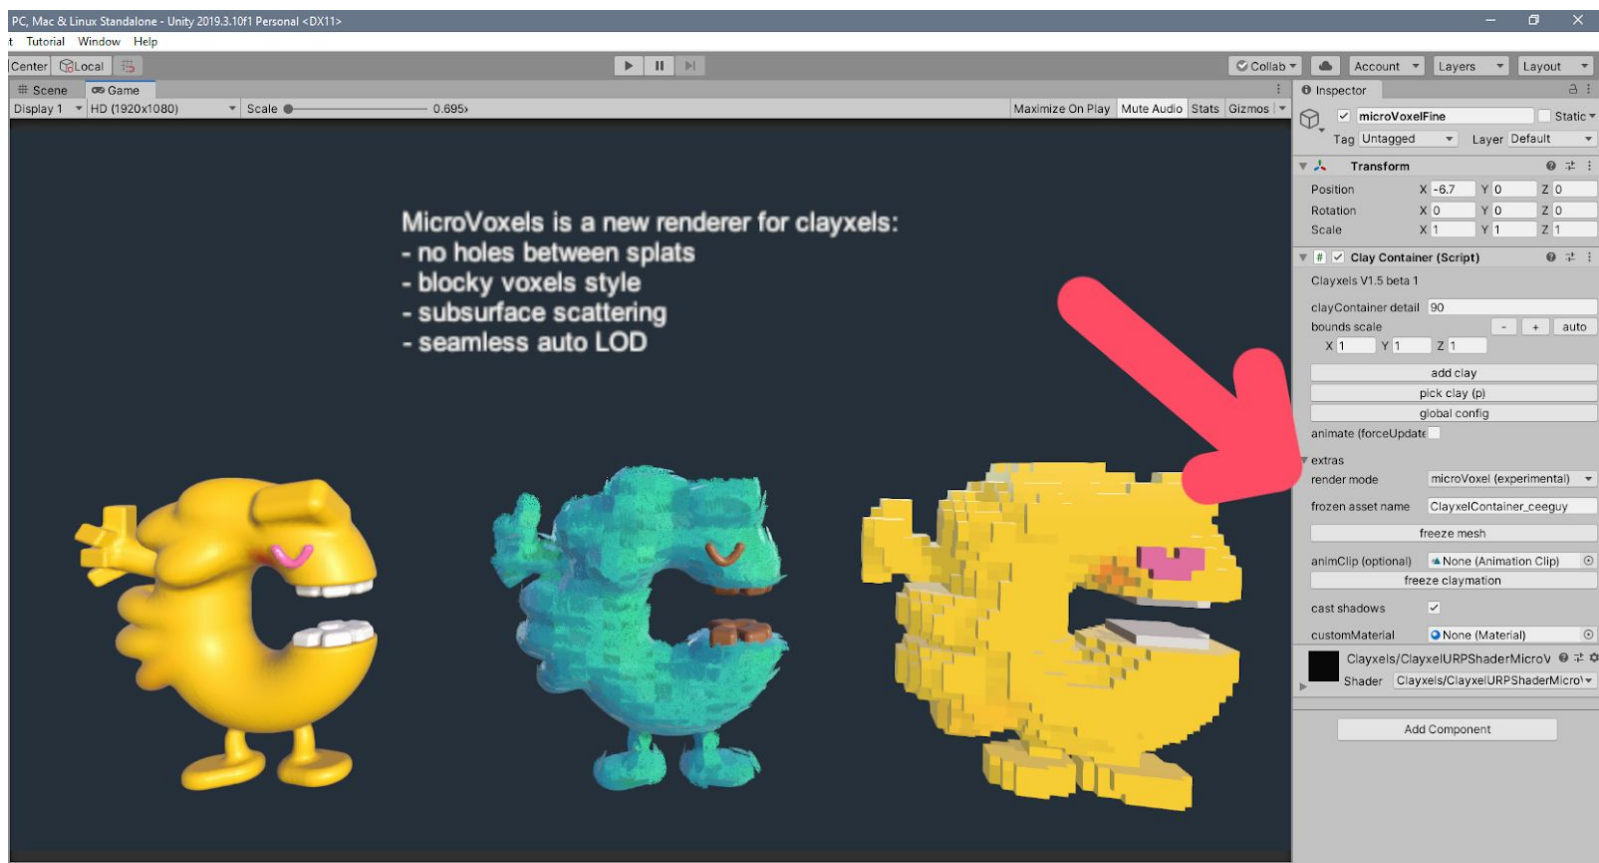 PC, Mac & Linux Standalone - Unity 2019.3.10f1 Personal <DX11>
t Tutorial Window Help
Center Local
Collab Account Layers Layout
Scene Game
Display 1 HD (1920x1080) Scale 0.695x
Maximize On Play Mute Audio Stats Gizmos
MicroVoxels is a new renderer for clayxels:
- no holes between splats
- blocky voxels style
- subsurface scattering
- seamless auto LOD
Inspector
microVoxelFine Static
Tag Untagged Layer Default
Transform
Position X -6.7 Y 0 Z 0
Rotation X 0 Y 0 Z 0
Scale X 1 Y 1 Z 1
# Clay Container (Script)
Clayxels V1.5 beta 1
clayContainer detail 90
bounds scale - + auto
X 1 Y 1 Z 1
add clay
pick clay (p)
global config
animate (forceUpdate
extras
render mode microVoxel (experimental)
frozen asset name ClayxelContainer_ceeguy
freeze mesh
animClip (optional) None (Animation Clip)
freeze claymation
cast shadows
customMaterial None (Material)
Clayxels/ClayxelURPShaderMicroV
Shader Clayxels/ClayxelURPShaderMicro
Add Component